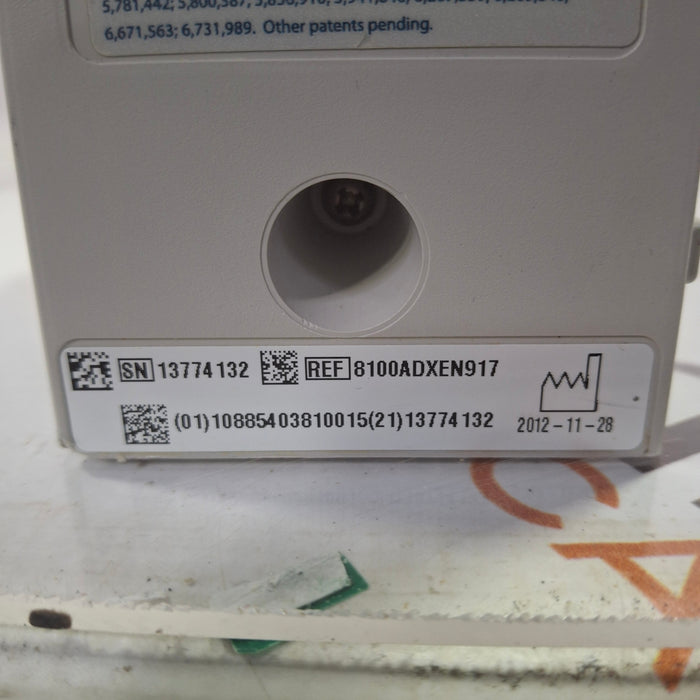 6,671,563; 6,731,989. Other patents pending.
SN 13774132 REF 8100ADXEN917
(01)10885403810015(21)13774132 2012-11-28
CA